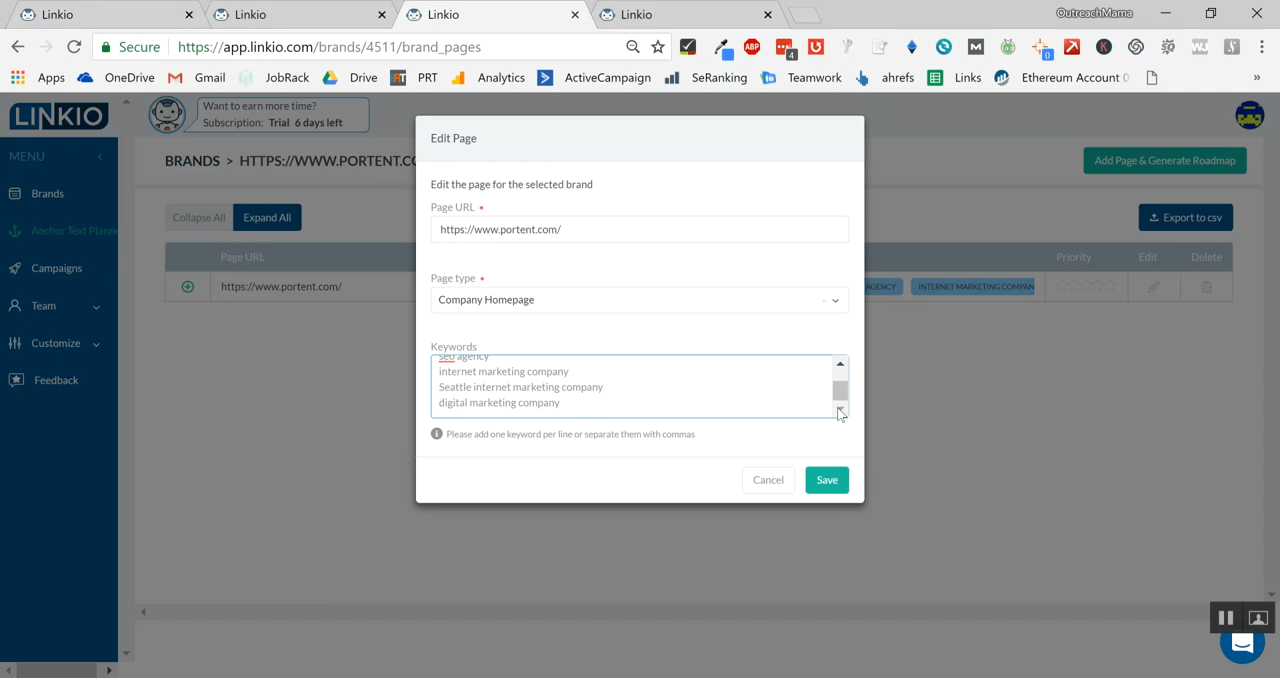 Linkio
Linkio
Linkio
Linkio
OutreachMama
Secure https://app.linkio.com/brands/4511/brand_pages
ABP
4
0
M
K
WJ
S
Apps OneDrive Gmail JobRack Drive RT PRT Analytics ActiveCampaign SERanking Teamwork ahrefs Links Ethereum Account
LINKIO
Want to earn more time?
Subscription: Trial 6 days left
MENU
BRANDS > HTTPS://WWW.PORTENT.CO
Add Page & Generate Roadmap
Brands
Anchor Text Planne
Campaigns
Team
Customize
Feedback
Collapse All Expand All
Export to csv
Page URL
Priority Edit Delete
https://www.portent.com/
AGENCY INTERNET MARKETING COMPAN
Edit Page
Edit the page for the selected brand
Page URL *
https://www.portent.com/
Page type *
Company Homepage
Keywords
seo agency
internet marketing company
Seattle internet marketing company
digital marketing company
Please add one keyword per line or separate them with commas
Cancel Save